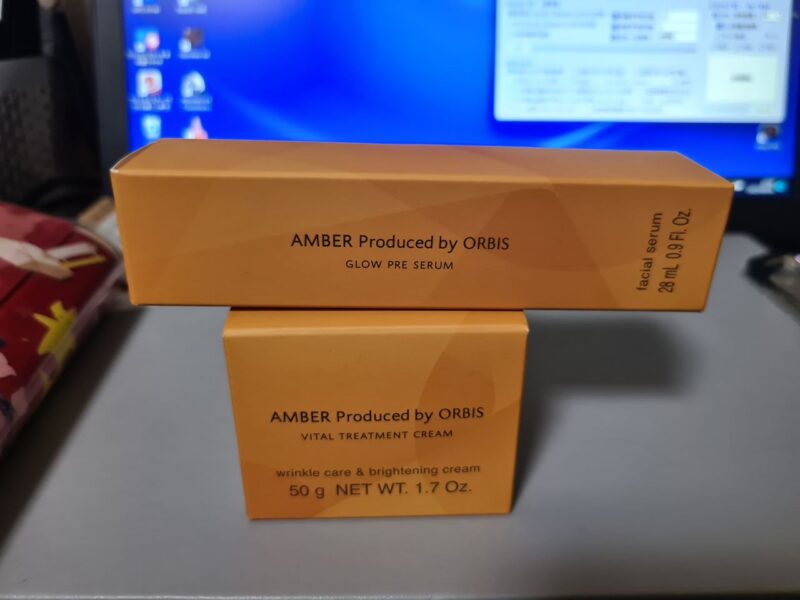 AMBER Produced by ORBIS
GLOW PRE SERUM
facial serum
28 mL 0.9 Fl. Oz.
AMBER Produced by ORBIS
VITAL TREATMENT CREAM
wrinkle care & brightening cream
50 g NET WT. 1.7 Oz.